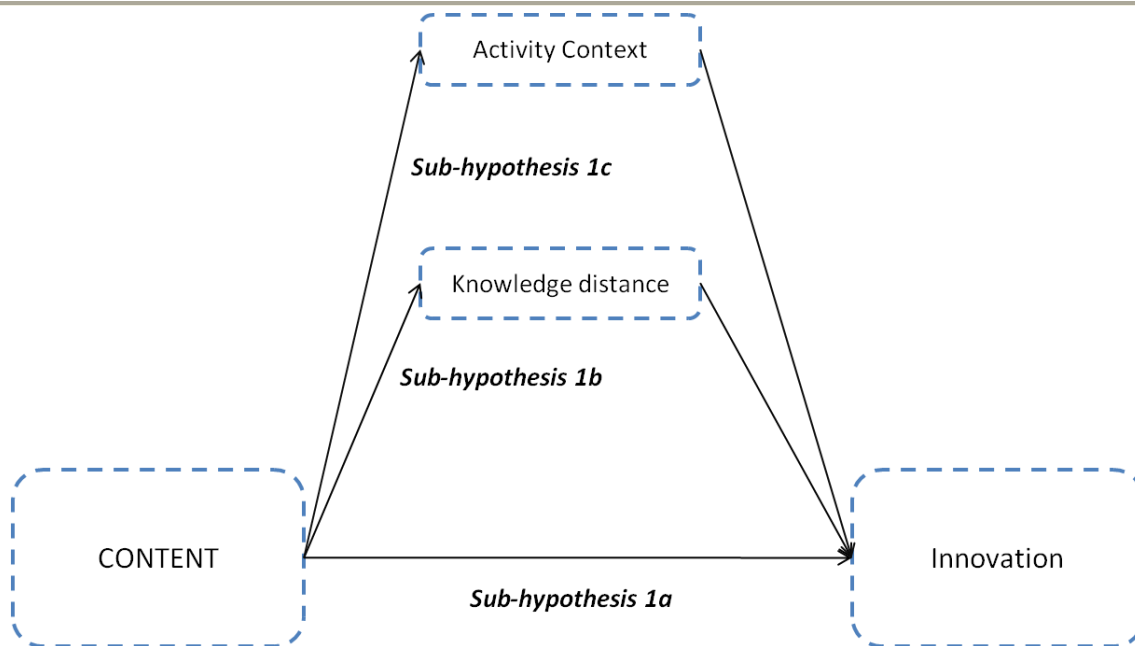 Activity Context
Sub-hypothesis 1c
Knowledge distance
Sub-hypothesis 1b
CONTENT
Innovation
Sub-hypothesis 1a